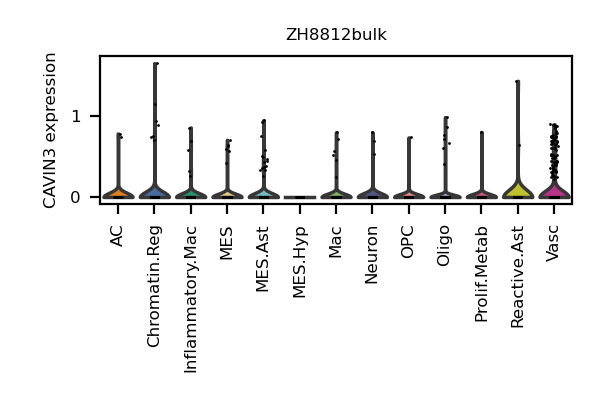 ZH8812bulk
CAVIN3 expression
1
0
AC
Chromatin.Reg
Inflammatory.Mac
MES
MES.Ast
MES.Hyp
Mac
Neuron
OPC
Oligo
Prolif.Metab
Reactive.Ast
Vasc